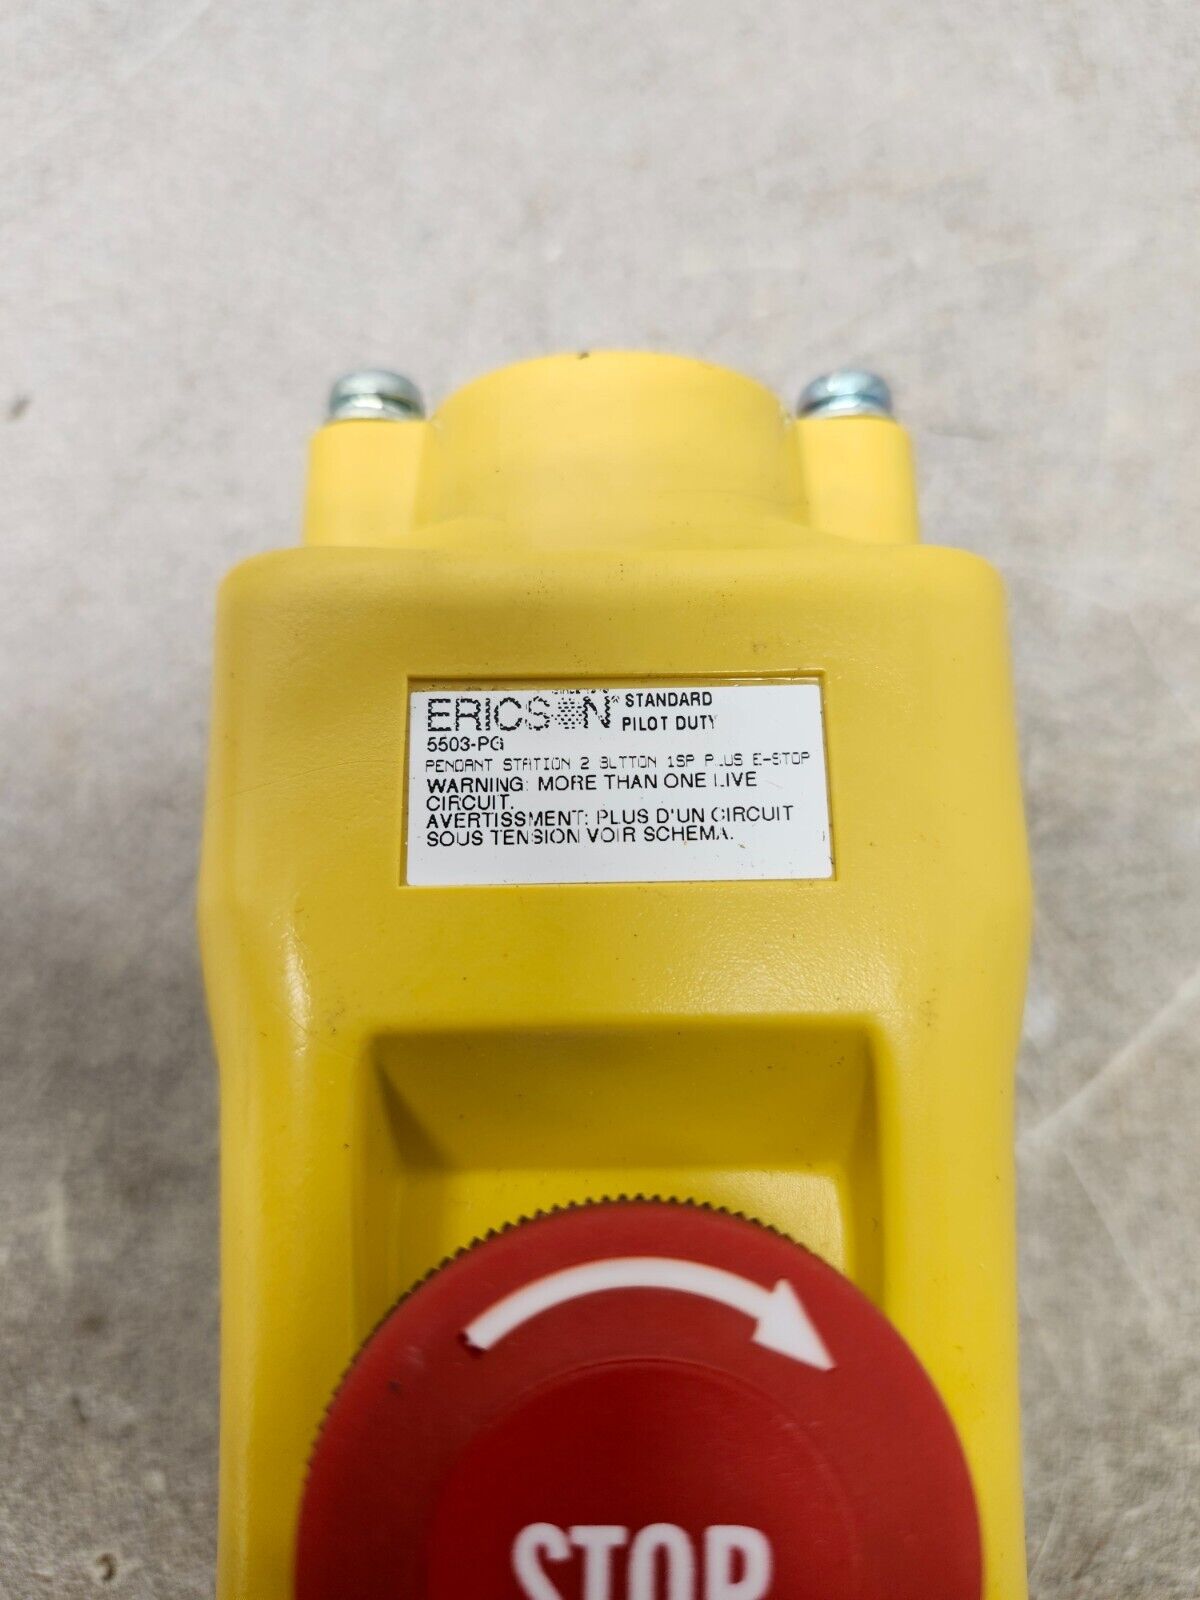 ERICSON™ STANDARD
PILOT DUTY
5503-PG
PENDANT STATION 2 BUTTON 1SP PLUS E-STOP
WARNING: MORE THAN ONE LIVE
CIRCUIT.
AVERTISSMENT: PLUS D'UN CIRCUIT
SOUS TENSION VOIR SCHEMA.
STOP